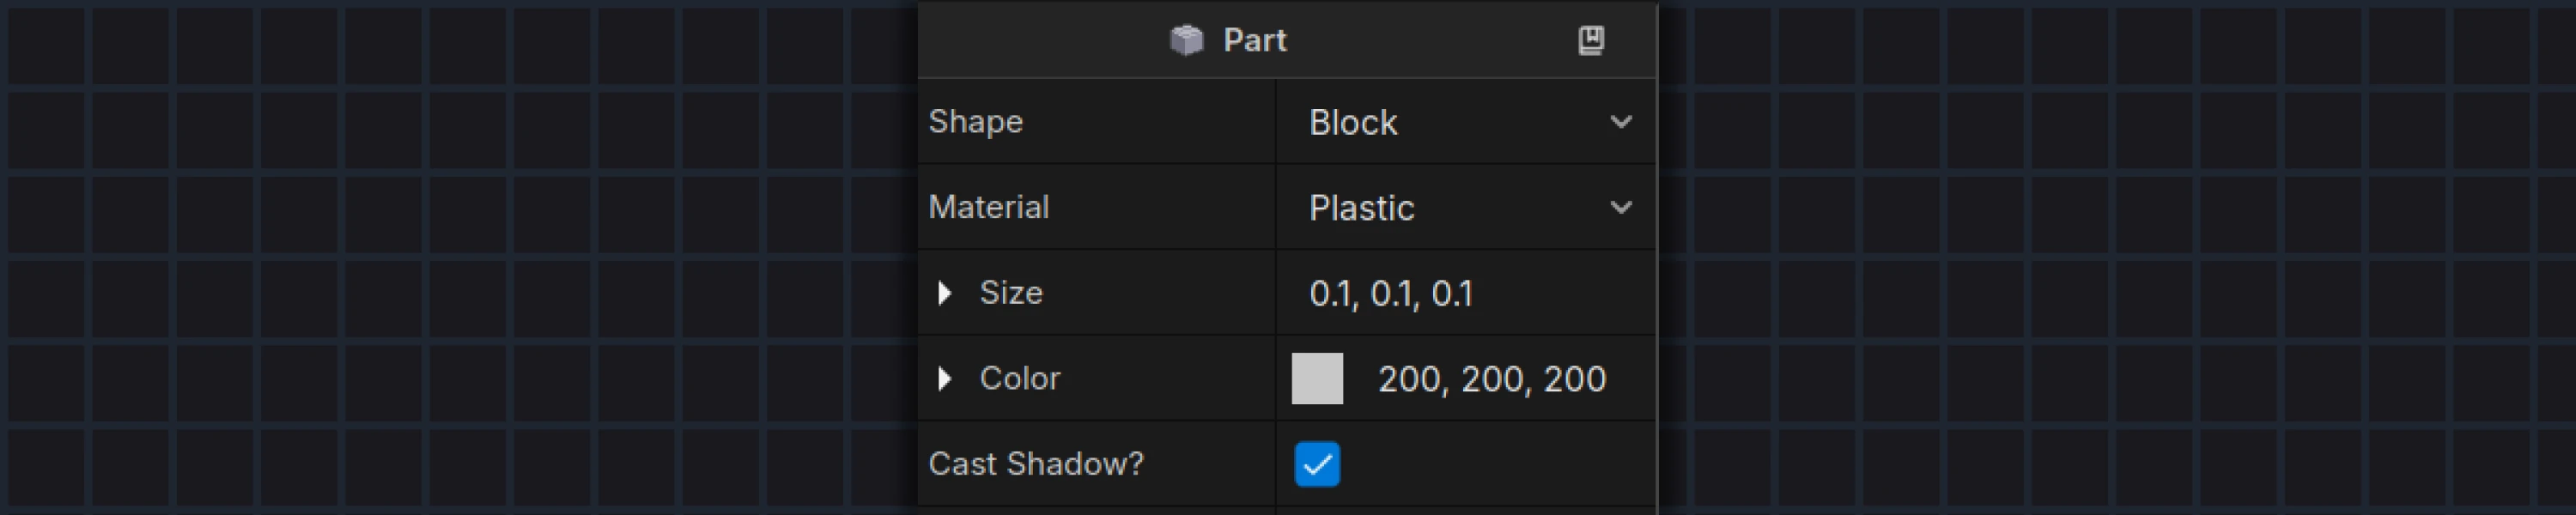 Part
Shape Block
Material Plastic
Size 0.1, 0.1, 0.1
Color 200, 200, 200
Cast Shadow?